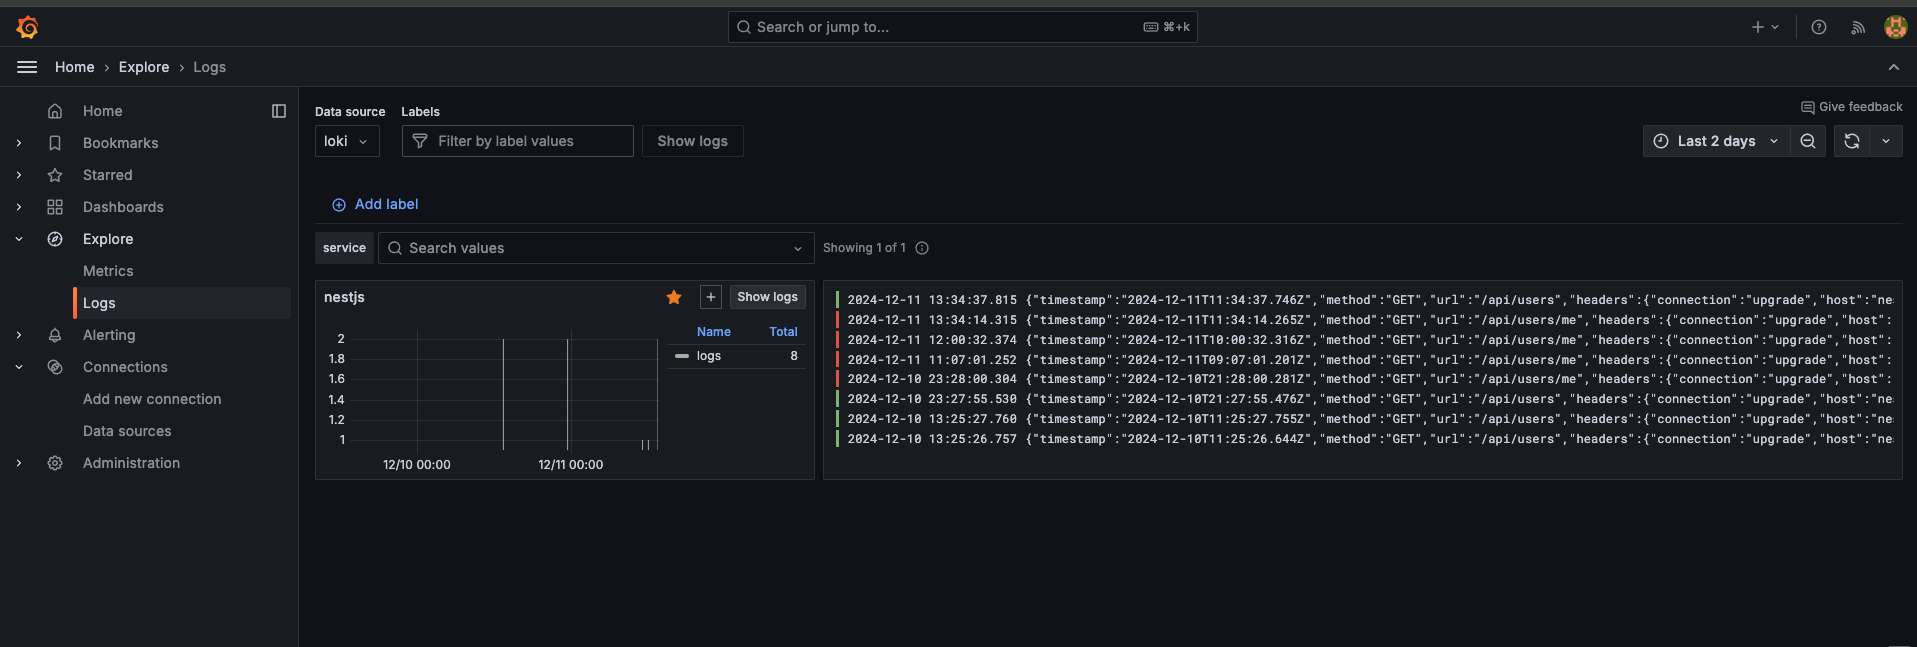 Search or jump to...
⌘+k
Home › Explore › Logs
Home
Bookmarks
Starred
Dashboards
Explore
Metrics
Logs
Alerting
Connections
Add new connection
Data sources
Administration
Give feedback
Data source
Labels
loki
Filter by label values
Show logs
Last 2 days
Add label
service
Search values
Showing 1 of 1
nestjs
Show logs
Name
Total
logs
8
2
1.8
1.6
1.4
1.2
1
12/10 00:00
12/11 00:00
2024-12-11 13:34:37.815 {"timestamp":"2024-12-11T11:34:37.746Z","method":"GET","url":"/api/users","headers":{"connection":"upgrade","host":"nes
2024-12-11 13:34:14.315 {"timestamp":"2024-12-11T11:34:14.265Z","method":"GET","url":"/api/users/me","headers":{"connection":"upgrade","host":
2024-12-11 12:00:32.374 {"timestamp":"2024-12-11T10:00:32.316Z","method":"GET","url":"/api/users/me","headers":{"connection":"upgrade","host":
2024-12-11 11:07:01.252 {"timestamp":"2024-12-11T09:07:01.201Z","method":"GET","url":"/api/users/me","headers":{"connection":"upgrade","host":
2024-12-10 23:28:00.304 {"timestamp":"2024-12-10T21:28:00.281Z","method":"GET","url":"/api/users/me","headers":{"connection":"upgrade","host":
2024-12-10 23:27:55.530 {"timestamp":"2024-12-10T21:27:55.476Z","method":"GET","url":"/api/users","headers":{"connection":"upgrade","host":"nes
2024-12-10 13:25:27.760 {"timestamp":"2024-12-10T11:25:27.755Z","method":"GET","url":"/api/users","headers":{"connection":"upgrade","host":"nes
2024-12-10 13:25:26.757 {"timestamp":"2024-12-10T11:25:26.644Z","method":"GET","url":"/api/users","headers":{"connection":"upgrade","host":"nes